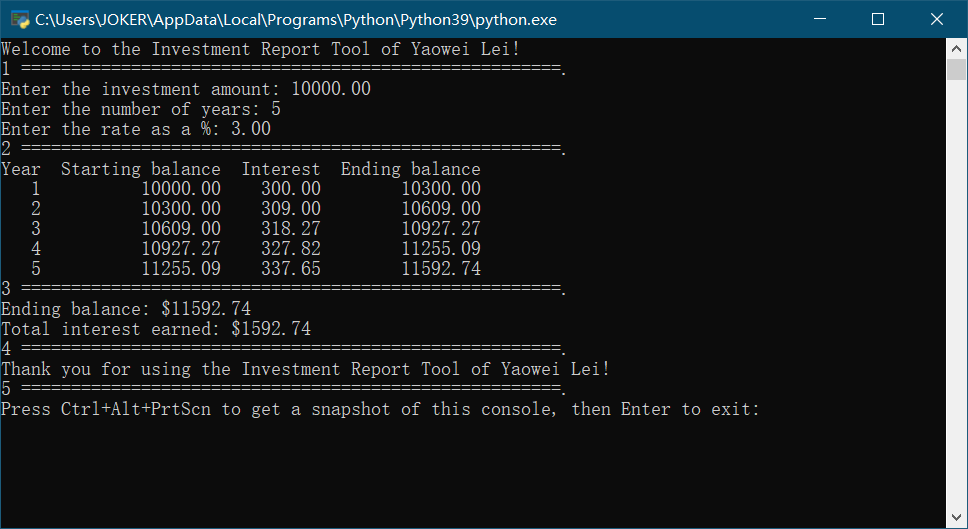 C:\Users\JOKER\AppData\Local\Programs\Python\Python39\python.exe
Welcome to the Investment Report Tool of Yaowei Lei!
1 ======================================================.
Enter the investment amount: 10000.00
Enter the number of years: 5
Enter the rate as a %: 3.00
2 ======================================================.
Year  Starting balance  Interest  Ending balance
   1          10000.00    300.00        10300.00
   2          10300.00    309.00        10609.00
   3          10609.00    318.27        10927.27
   4          10927.27    327.82        11255.09
   5          11255.09    337.65        11592.74
3 ======================================================.
Ending balance: $11592.74
Total interest earned: $1592.74
4 ======================================================.
Thank you for using the Investment Report Tool of Yaowei Lei!
5 ======================================================.
Press Ctrl+Alt+PrtScn to get a snapshot of this console, then Enter to exit: